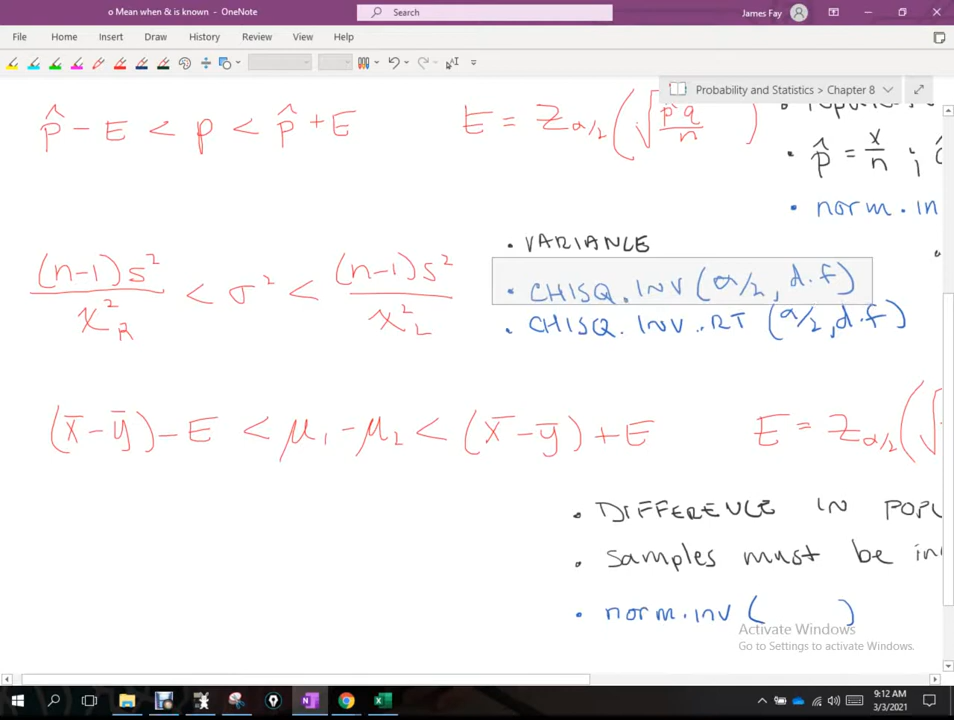 o Mean when & is known - OneNote
Search
James Fay
File Home Insert Draw History Review View Help
Probability and Statistics > Chapter 8
p̂ - E < p < p̂ + E
E = Zα/2 (√(p̂ q / n))
p̂ = x/n ;
• norm.in
• VARIANCE
(n-1)s² / χ²R < σ² < (n-1)s² / χ²L
• CHISQ.INV (α/2, d.f)
• CHISQ.INV..RT (α/2, d.f)
(x̄-ȳ)-E < μ₁-μ₂ < (x̄-ȳ)+E
E = Zα/2 (√
• DIFFERENCE IN POPU
• samples must be in
• norm.inv ( )
Activate Windows
Go to Settings to activate Windows.
9:12 AM
3/3/2021